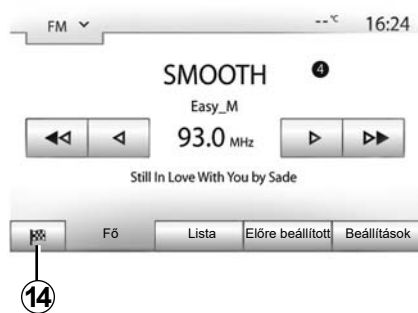 FM
--°C 16:24
SMOOTH 4
Easy_M
93.0 MHz
Still In Love With You by Sade
Fő Lista Előre beállított Beállítások
14